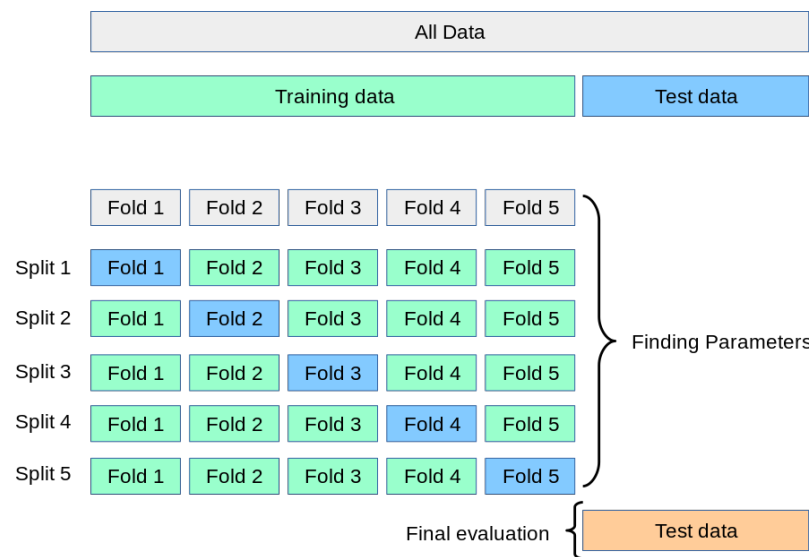 All Data
Training data Test data
Fold 1 Fold 2 Fold 3 Fold 4 Fold 5
Split 1 Fold 1 Fold 2 Fold 3 Fold 4 Fold 5
Split 2 Fold 1 Fold 2 Fold 3 Fold 4 Fold 5
Finding Parameters
Split 3 Fold 1 Fold 2 Fold 3 Fold 4 Fold 5
Split 4 Fold 1 Fold 2 Fold 3 Fold 4 Fold 5
Split 5 Fold 1 Fold 2 Fold 3 Fold 4 Fold 5
Final evaluation Test data